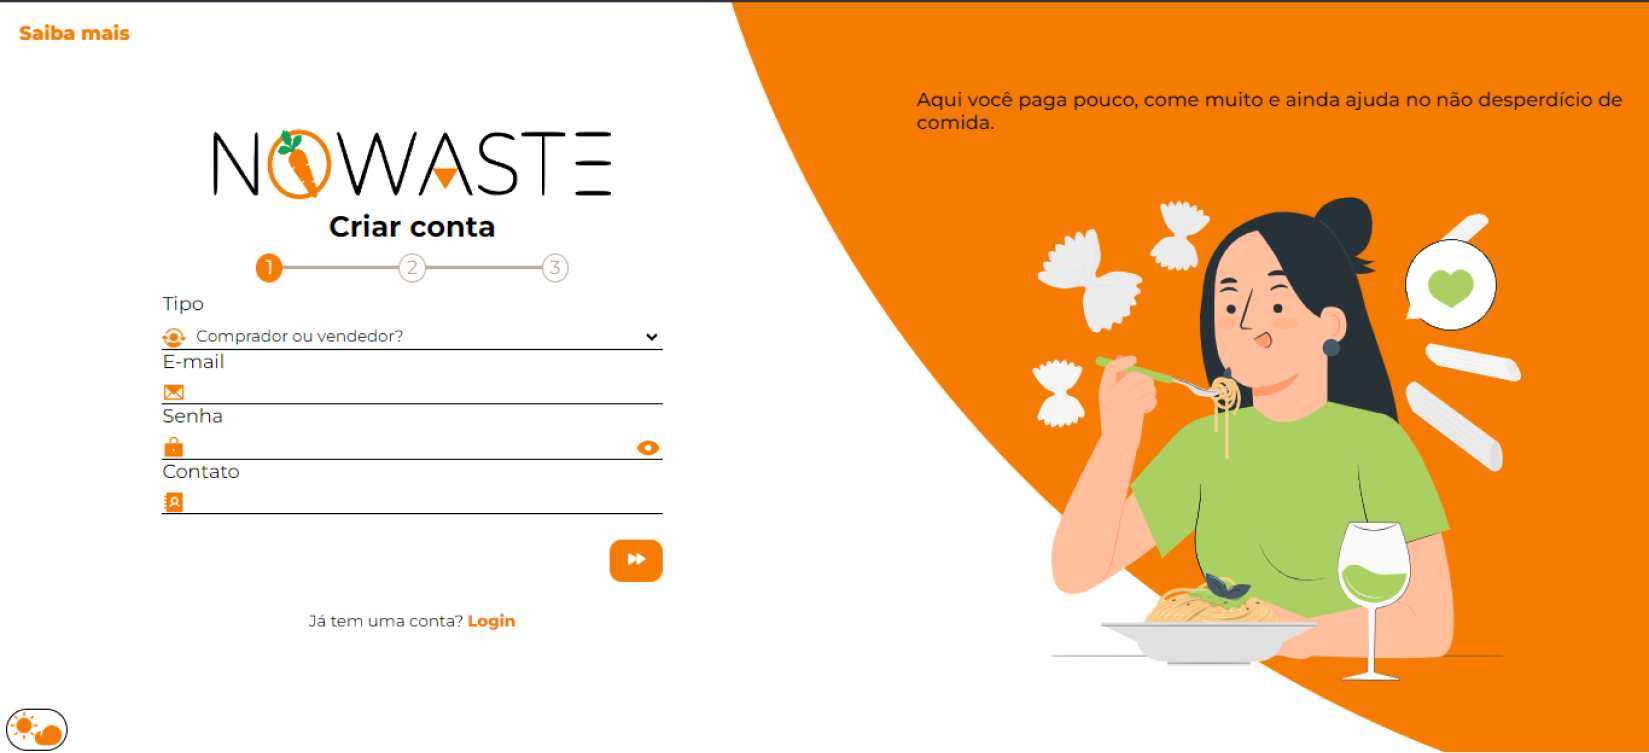 Saiba mais
Aqui você paga pouco, come muito e ainda ajuda no não desperdício de
comida.
NOWASTE
Criar conta
1 2 3
Tipo
Comprador ou vendedor?
E-mail
Senha
Contato
Já tem uma conta? Login